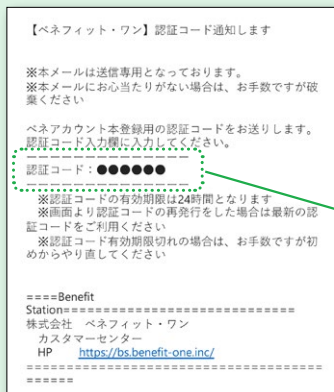 【ベネフィット・ワン】認証コード通知します
※本メールは送信専用となっております。
※本メールにお心当たりがない場合は、お手数ですが破
棄ください
ベネアカウント本登録用の認証コードをお送りします。
認証コード入力欄に入力してください。
ーーーーーーーーーーーーーー
認証コード：●●●●●●
ーーーーーーーーーーーーーー
※認証コードの有効期限は24時間となります
※画面より認証コードの再発行をした場合は最新の認
証コードをご利用ください
※認証コード有効期限切れの場合は、お手数ですが初
めからやり直してください
====Benefit
Station==============================
株式会社　ベネフィット・ワン
カスタマーセンター
HP　https://bs.benefit-one.inc/
======================================
======